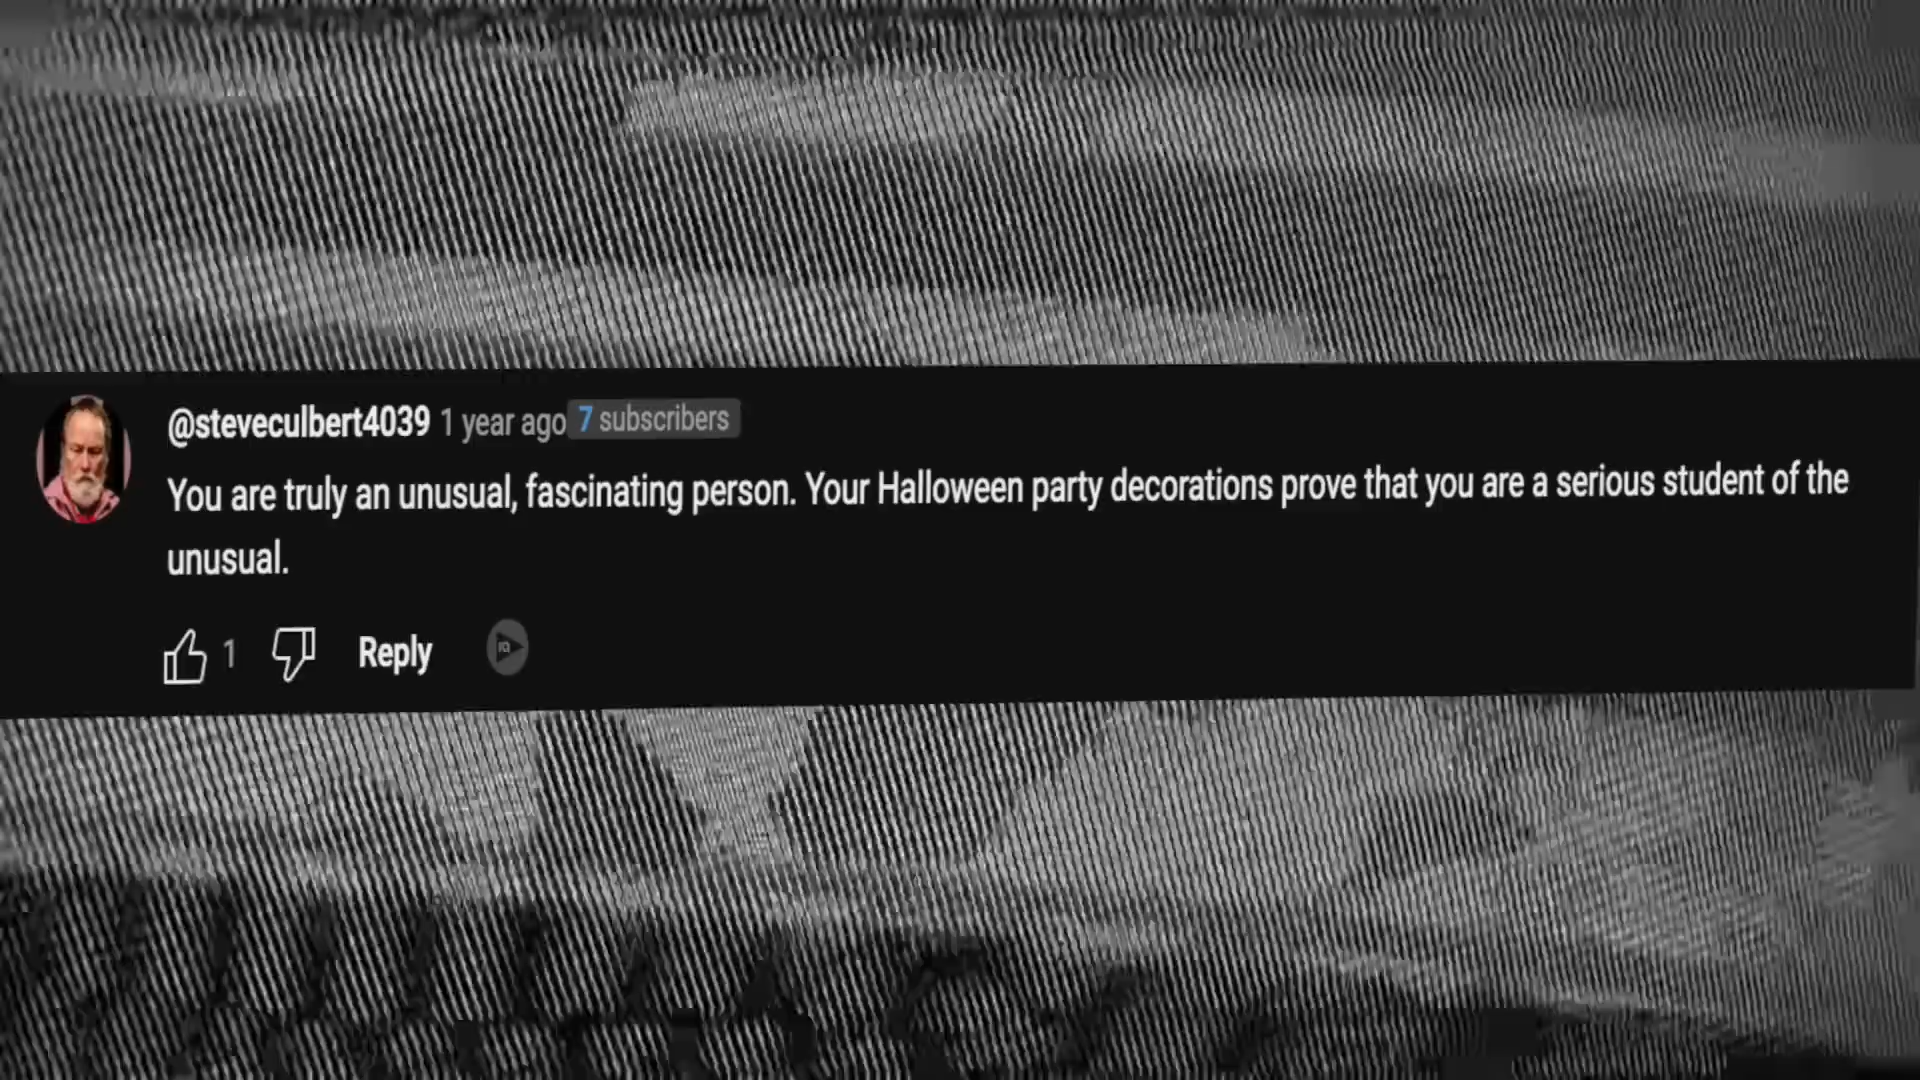 @steveculbert4039 1 year ago 7 subscribers
You are truly an unusual, fascinating person. Your Halloween party decorations prove that you are a serious student of the
unusual.
1 Reply